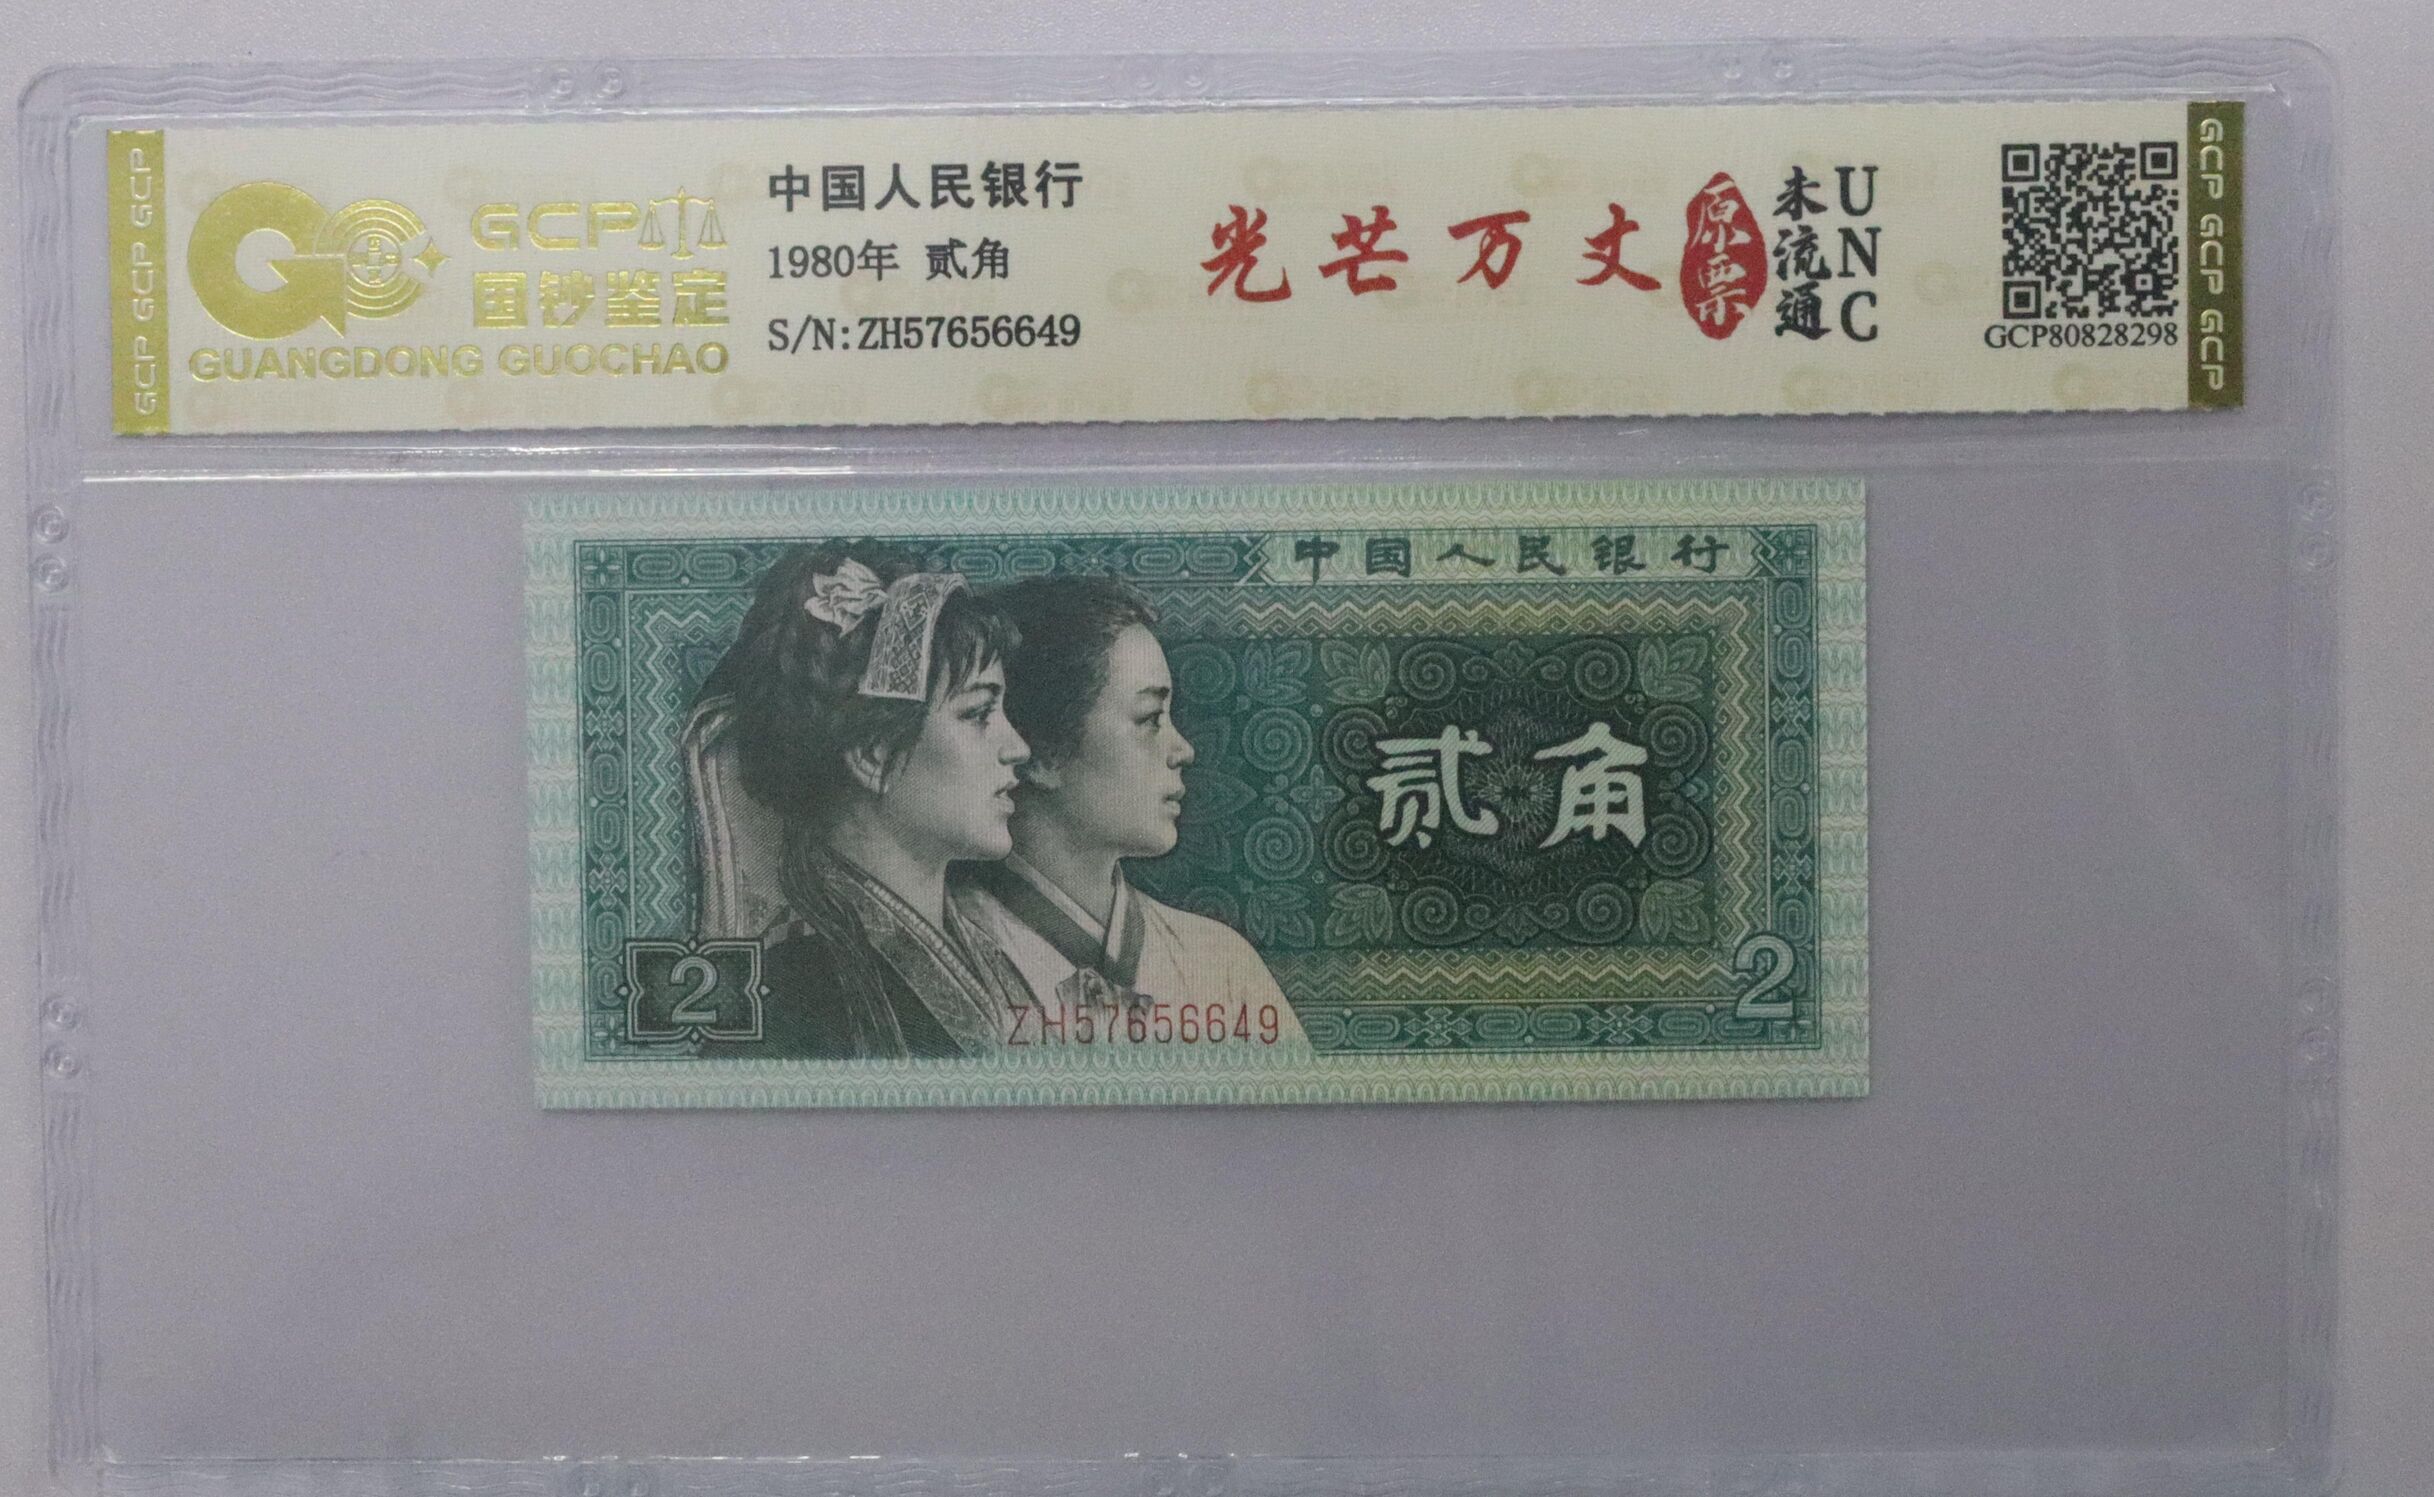 GCP GCP GCP
GCP
国钞鉴定
GUANGDONG GUOCHAO
中国人民银行
1980年 贰角
S/N:ZH57656649
光芒万丈
原票
未流通
UNC
GCP80828298
GCP GCP GCP
中国人民银行
贰角
2
2
ZH57656649